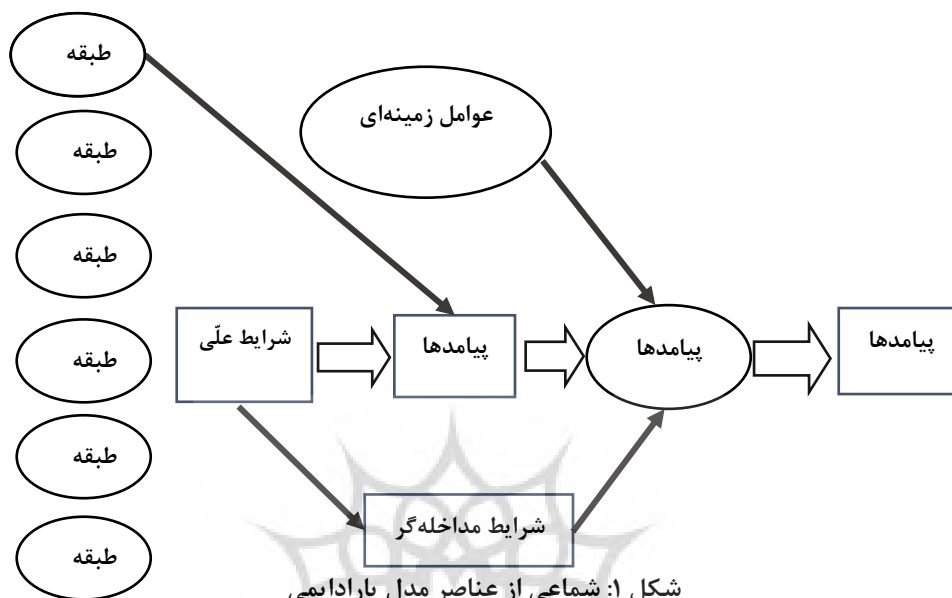 طبقه
عوامل زمینه‌ای
طبقه
طبقه
شرایط علّی
پیامدها
پیامدها
پیامدها
طبقه
طبقه
شرایط مداخله‌گر
طبقه
شکل ۱: شماعی از عناصر مدل پارادایمی